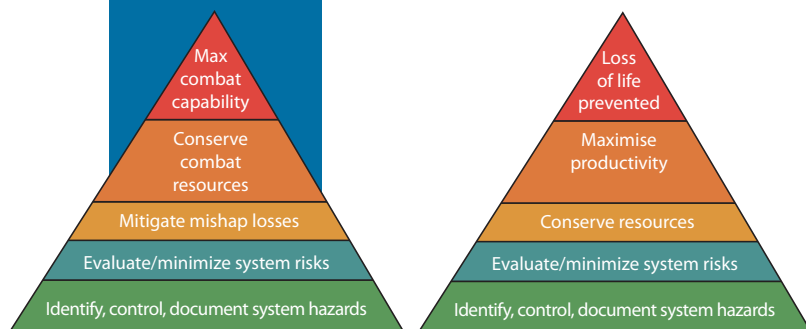 Max
combat
capability
Conserve
combat
resources
Mitigate mishap losses
Evaluate/minimize system risks
Identify, control, document system hazards
Loss
of life
prevented
Maximise
productivity
Conserve resources
Evaluate/minimize system risks
Identify, control, document system hazards